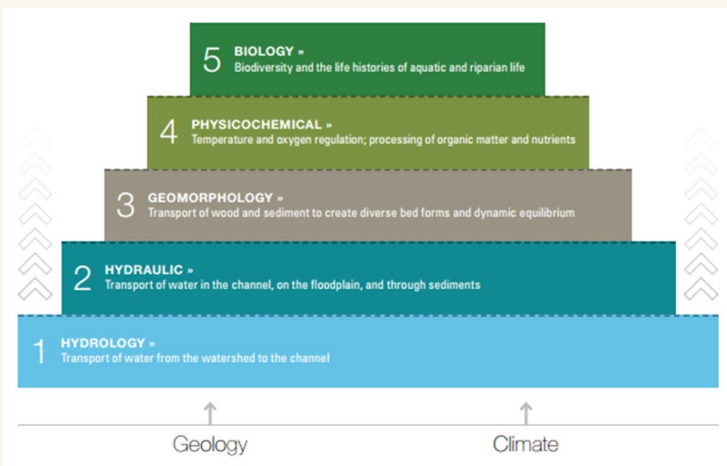 5 BIOLOGY »
Biodiversity and the life histories of aquatic and riparian life
4 PHYSICOCHEMICAL »
Temperature and oxygen regulation; processing of organic matter and nutrients
3 GEOMORPHOLOGY »
Transport of wood and sediment to create diverse bed forms and dynamic equilibrium
2 HYDRAULIC »
Transport of water in the channel, on the floodplain, and through sediments
1 HYDROLOGY »
Transport of water from the watershed to the channel
Geology Climate